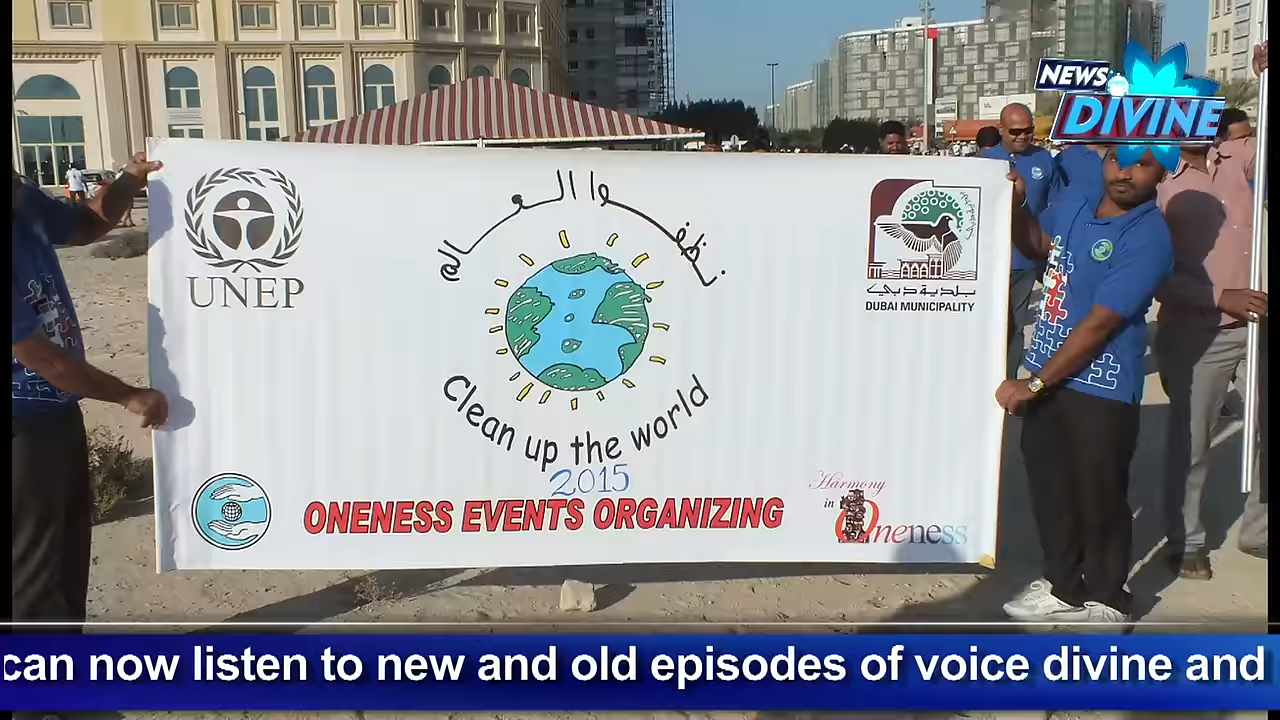 NEWS
DIVINE
نظفوا العالم
UNEP
بلدية دبي
DUBAI MUNICIPALITY
Clean up the world
2015
ONENESS EVENTS ORGANIZING
Harmony
in
Oneness
can now listen to new and old episodes of voice divine and